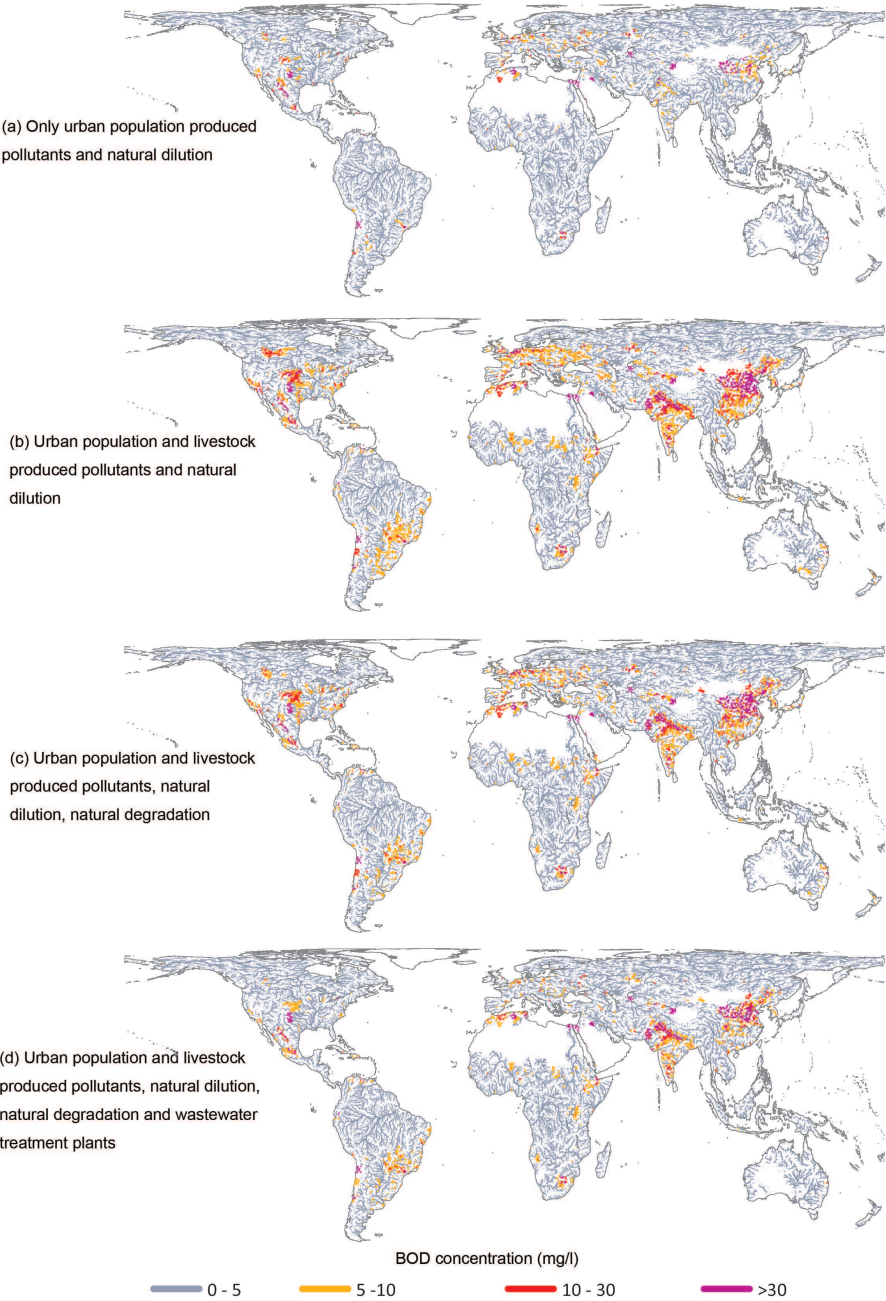 (a) Only urban population produced
pollutants and natural dilution
(b) Urban population and livestock
produced pollutants and natural
dilution
(c) Urban population and livestock
produced pollutants, natural
dilution, natural degradation
(d) Urban population and livestock
produced pollutants, natural dilution,
natural degradation and wastewater
treatment plants
BOD concentration (mg/l)
0 - 5 5 -10 10 - 30 >30